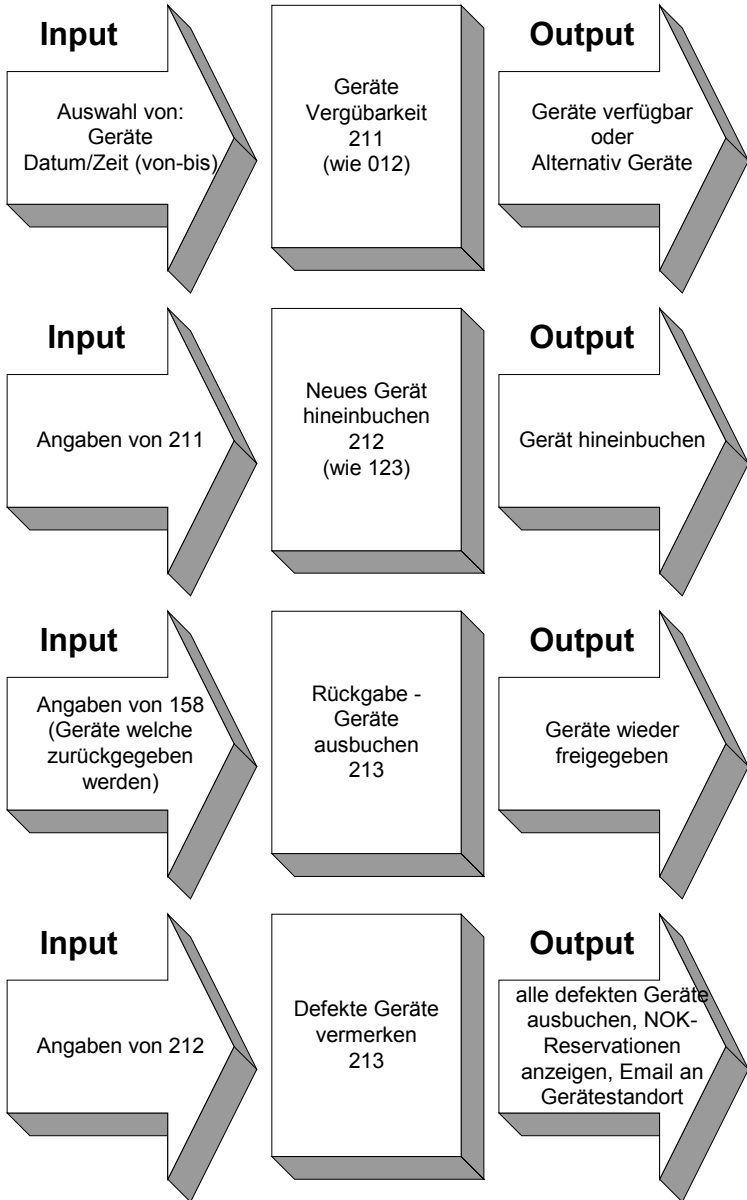 Input
Auswahl von:
Geräte
Datum/Zeit (von-bis)
Geräte
Vergübarkeit
211
(wie 012)
Output
Geräte verfügbar
oder
Alternativ Geräte
Input
Angaben von 211
Neues Gerät
hineinbuchen
212
(wie 123)
Output
Gerät hineinbuchen
Input
Angaben von 158
(Geräte welche
zurückgegeben
werden)
Rückgabe -
Geräte
ausbuchen
213
Output
Geräte wieder
freigegeben
Input
Angaben von 212
Defekte Geräte
vermerken
213
Output
alle defekten Geräte
ausbuchen, NOK-
Reservationen
anzeigen, Email an
Gerätestandort